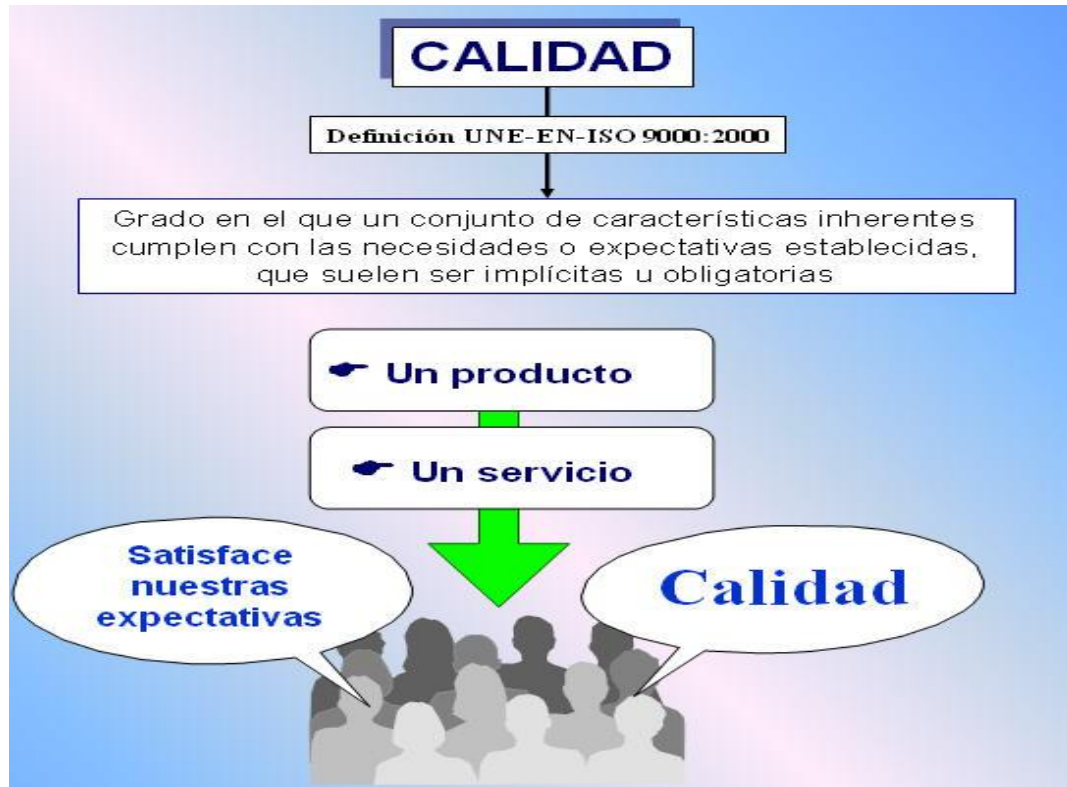 CALIDAD
Definición UNE-EN-ISO 9000:2000
Grado en el que un conjunto de características inherentes
cumplen con las necesidades o expectativas establecidas,
que suelen ser implícitas u obligatorias
☛ Un producto
☛ Un servicio
Satisface
nuestras
expectativas
Calidad